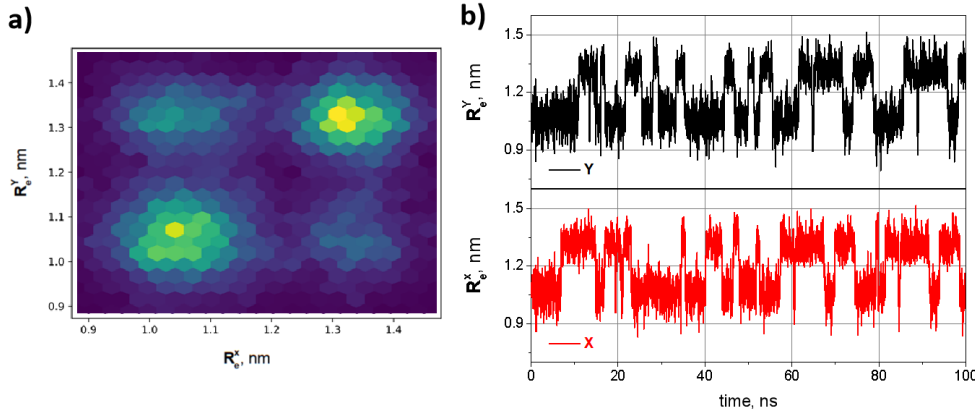 a)
R_e^Y, nm
1.4
1.3
1.2
1.1
1.0
0.9
0.9 1.0 1.1 1.2 1.3 1.4
R_e^x, nm
b)
R_e^Y, nm
1.5
1.2
0.9
Y
R_e^x, nm
1.5
1.2
0.9
X
0 20 40 60 80 100
time, ns